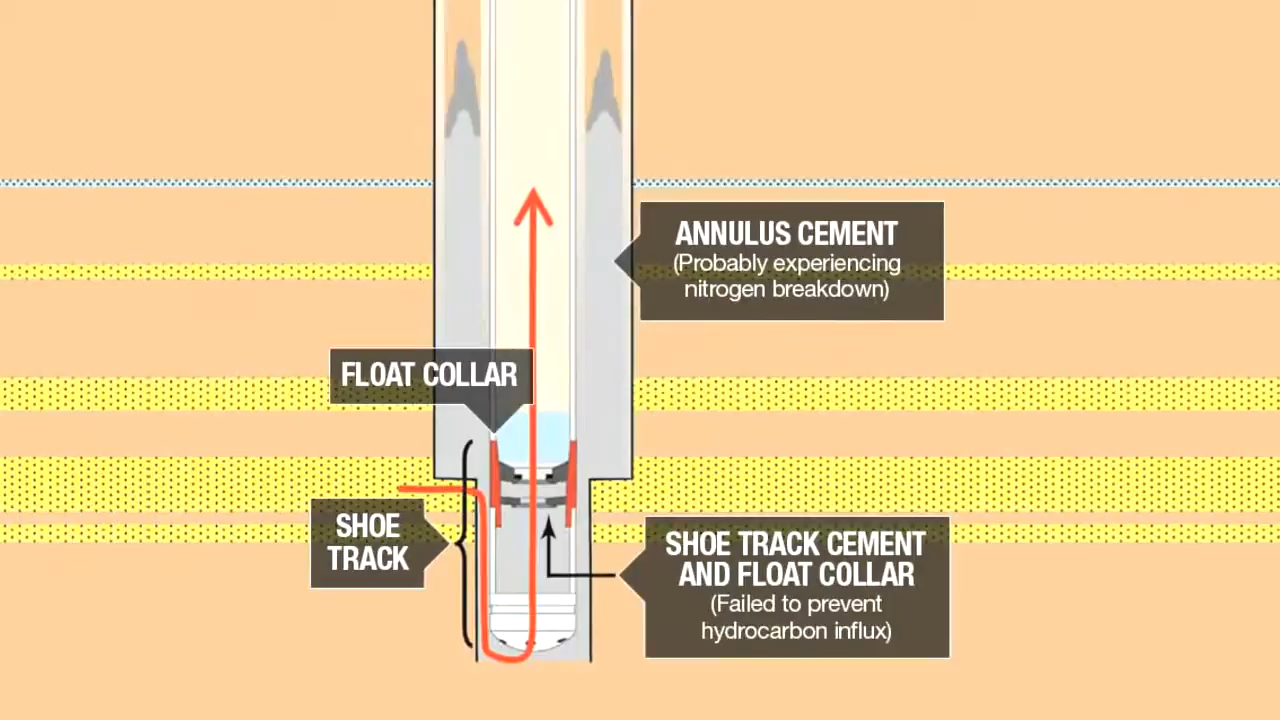 ANNULUS CEMENT
(Probably experiencing
nitrogen breakdown)
FLOAT COLLAR
SHOE
TRACK
SHOE TRACK CEMENT
AND FLOAT COLLAR
(Failed to prevent
hydrocarbon influx)